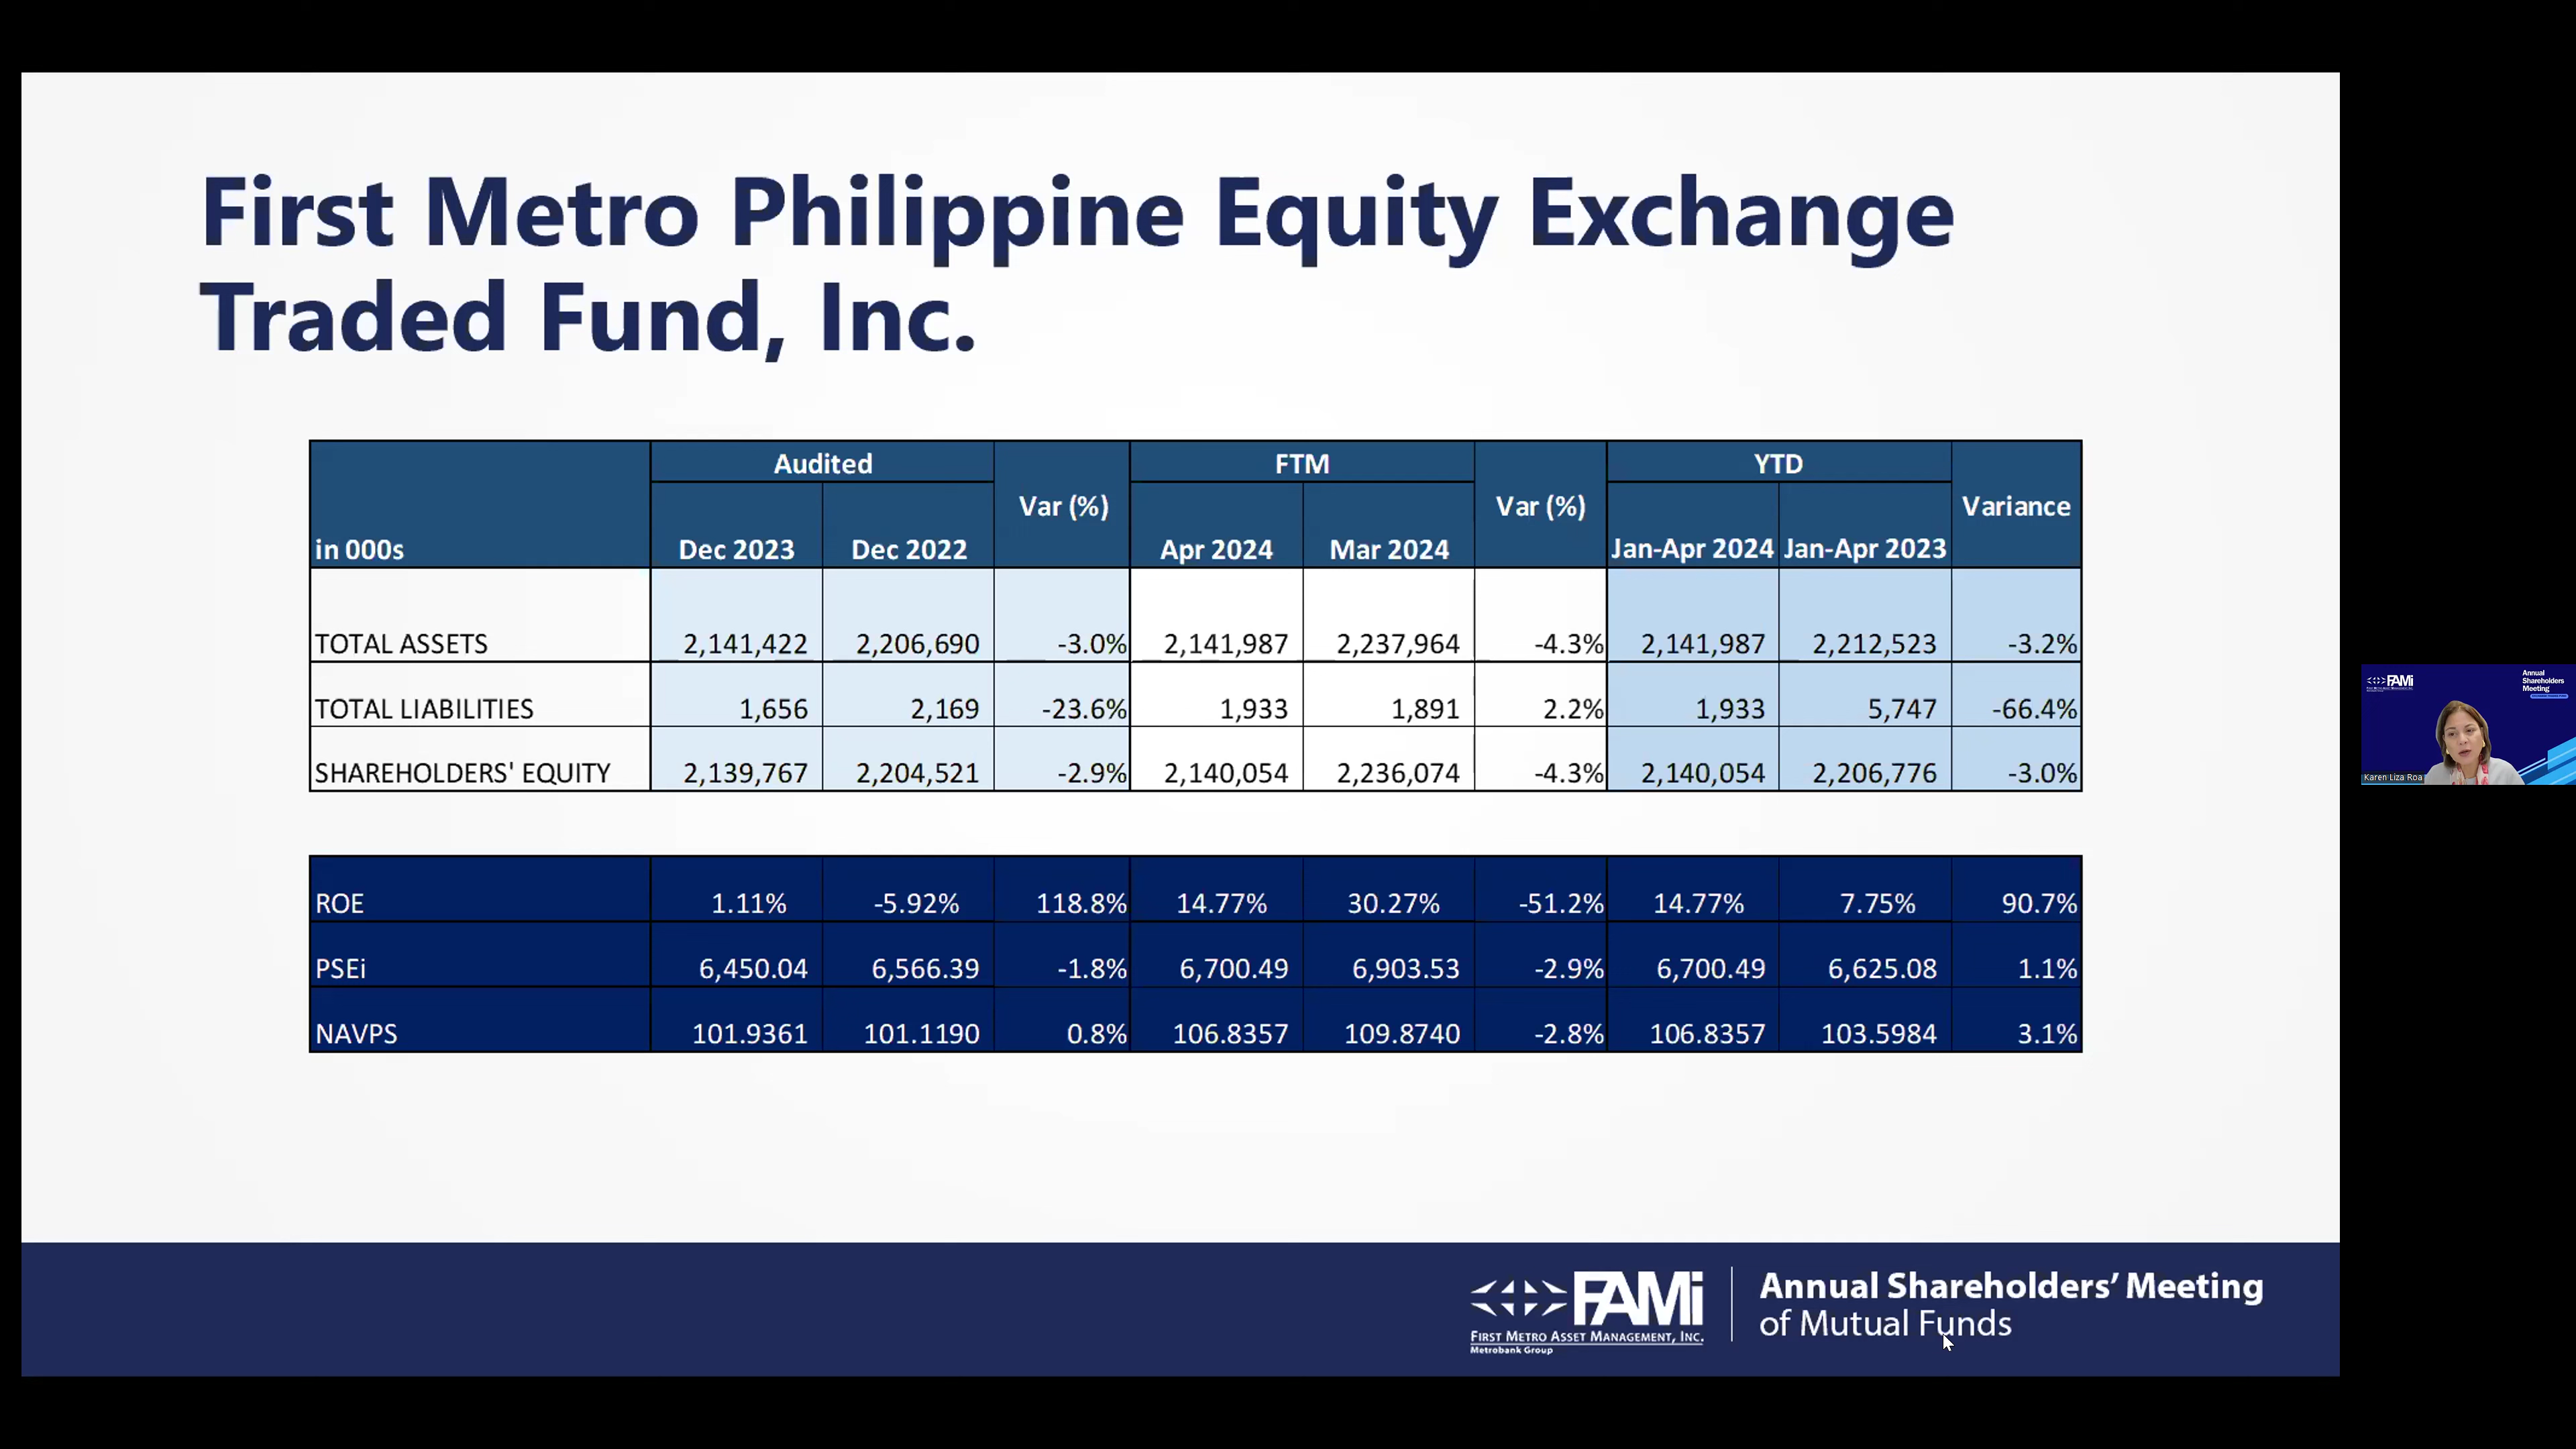 First Metro Philippine Equity Exchange
Traded Fund, Inc.
Audited FTM YTD
in 000s Dec 2023 Dec 2022 Var (%) Apr 2024 Mar 2024 Var (%) Jan-Apr 2024 Jan-Apr 2023 Variance
TOTAL ASSETS 2,141,422 2,206,690 -3.0% 2,141,987 2,237,964 -4.3% 2,141,987 2,212,523 -3.2%
TOTAL LIABILITIES 1,656 2,169 -23.6% 1,933 1,891 2.2% 1,933 5,747 -66.4%
SHAREHOLDERS' EQUITY 2,139,767 2,204,521 -2.9% 2,140,054 2,236,074 -4.3% 2,140,054 2,206,776 -3.0%
ROE 1.11% -5.92% 118.8% 14.77% 30.27% -51.2% 14.77% 7.75% 90.7%
PSEi 6,450.04 6,566.39 -1.8% 6,700.49 6,903.53 -2.9% 6,700.49 6,625.08 1.1%
NAVPS 101.9361 101.1190 0.8% 106.8357 109.8740 -2.8% 106.8357 103.5984 3.1%
FAMi
FIRST METRO ASSET MANAGEMENT, INC.
Metrobank Group
Annual Shareholders' Meeting
of Mutual Funds
FAMi
Annual
Shareholders
Meeting
Karen Liza Roa